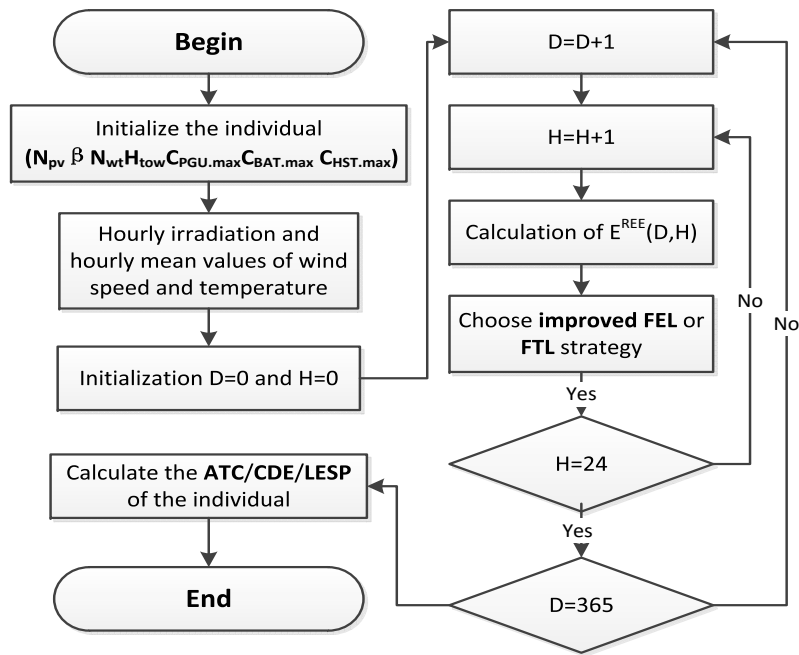 Begin
Initialize the individual
(Npv β NwtHtowCPGU.maxCBAT.max CHST.max)
Hourly irradiation and
hourly mean values of wind
speed and temperature
Initialization D=0 and H=0
D=D+1
H=H+1
Calculation of E^REE(D,H)
Choose improved FEL or
FTL strategy
Yes
H=24
No
Yes
D=365
No
Calculate the ATC/CDE/LESP
of the individual
End